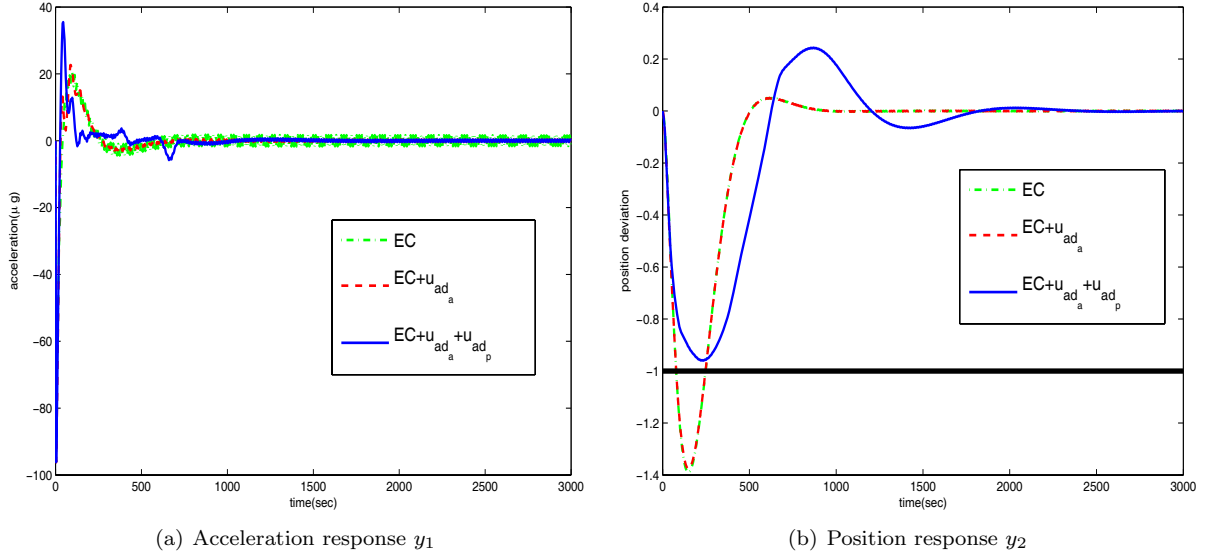 40
20
0
−20
−40
−60
−80
−100
acceleration(μ g)
EC
EC+u_ad_a
EC+u_ad_a +u_ad_p
0 500 1000 1500 2000 2500 3000
time(sec)
(a) Acceleration response y1
0.4
0.2
0
−0.2
−0.4
−0.6
−0.8
−1
−1.2
−1.4
position deviation
EC
EC+u_ad_a
EC+u_ad_a +u_ad_p
0 500 1000 1500 2000 2500 3000
time(sec)
(b) Position response y2